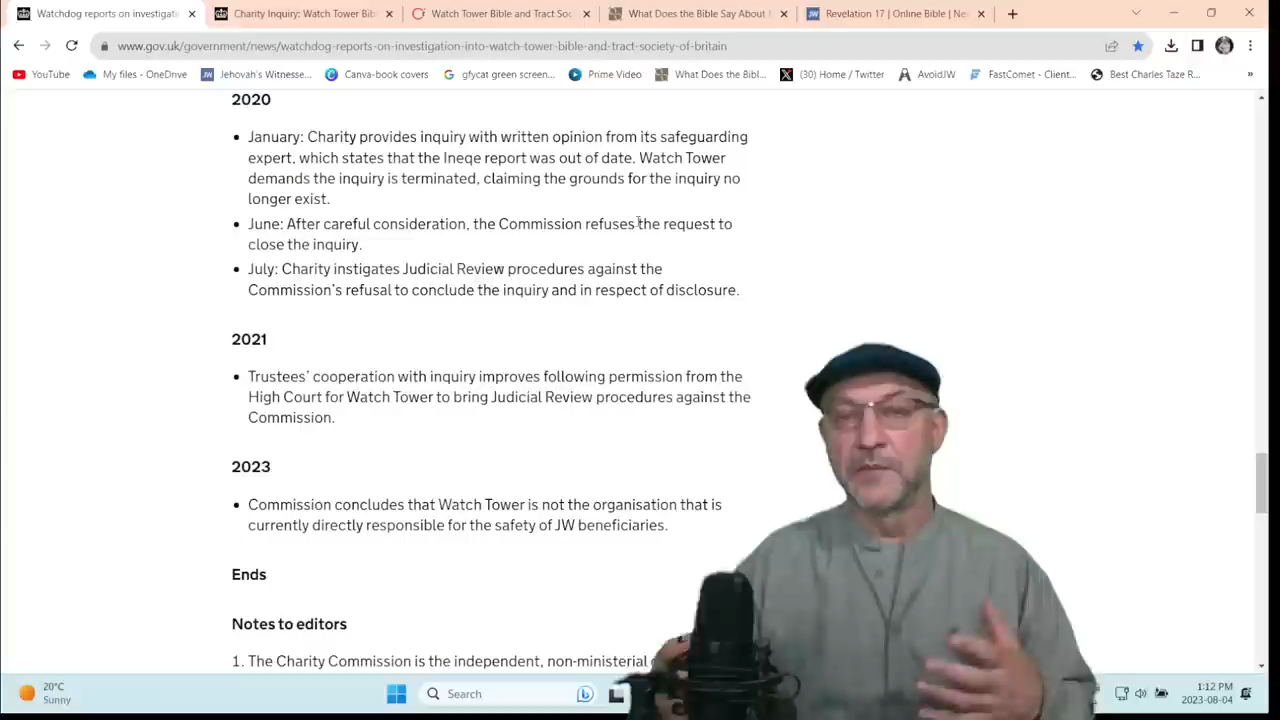 Watchdog reports on investigati
Charity Inquiry: Watch Tower Bib
Watch Tower Bible and Tract Soc
What Does the Bible Say About
Revelation 17 | Online Bible | Ne
www.gov.uk/government/news/watchdog-reports-on-investigation-into-watch-tower-bible-and-tract-society-of-britain
YouTube
My files - OneDrive
Jehovah's Witnesse...
Canva-book covers
gfycat green screen...
Prime Video
What Does the Bibl...
(30) Home / Twitter
AvoidJW
FastComet - Client...
Best Charles Taze R...
2020
January: Charity provides inquiry with written opinion from its safeguarding
expert, which states that the Ineqe report was out of date. Watch Tower
demands the inquiry is terminated, claiming the grounds for the inquiry no
longer exist.
June: After careful consideration, the Commission refuses the request to
close the inquiry.
July: Charity instigates Judicial Review procedures against the
Commission's refusal to conclude the inquiry and in respect of disclosure.
2021
Trustees' cooperation with inquiry improves following permission from the
High Court for Watch Tower to bring Judicial Review procedures against the
Commission.
2023
Commission concludes that Watch Tower is not the organisation that is
currently directly responsible for the safety of JW beneficiaries.
Ends
Notes to editors
1. The Charity Commission is the independent, non-ministerial
20°C
Sunny
Search
1:12 PM
2023-08-04